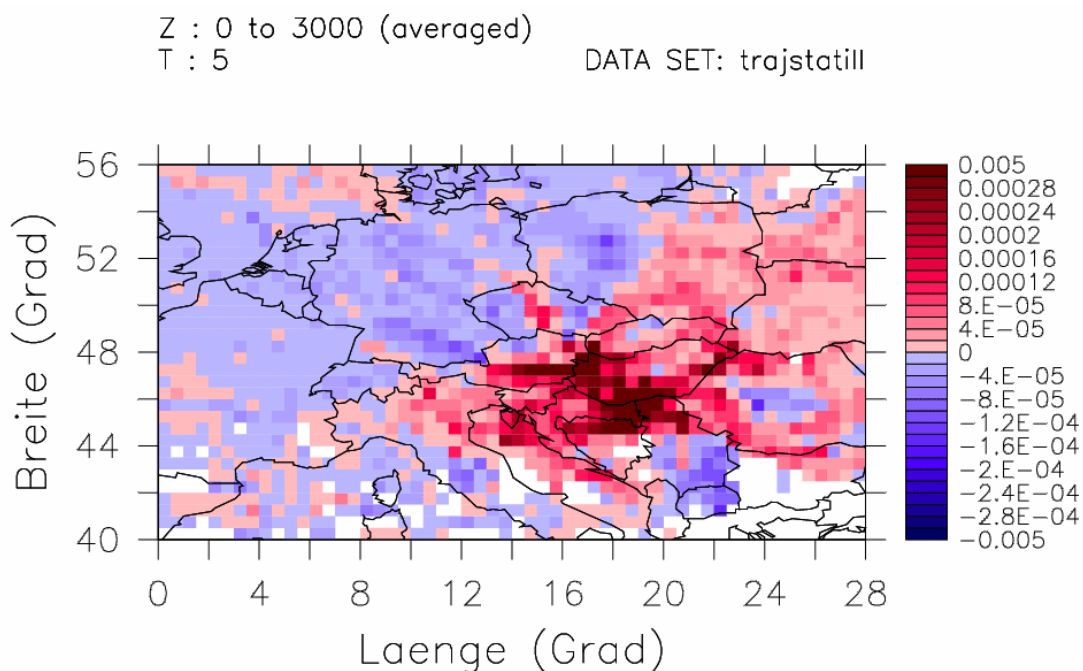 Z : 0 to 3000 (averaged)
T : 5
DATA SET: trajstatill
56
52
48
44
40
Breite (Grad)
0 4 8 12 16 20 24 28
Laenge (Grad)
0.005
0.00028
0.00024
0.0002
0.00016
0.00012
8.E-05
4.E-05
0
-4.E-05
-8.E-05
-1.2E-04
-1.6E-04
-2.E-04
-2.4E-04
-2.8E-04
-0.005